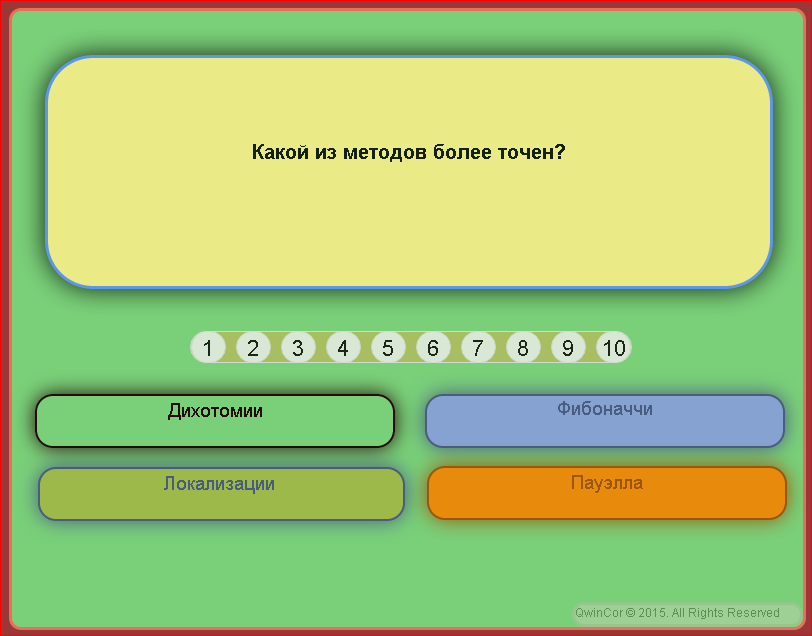 Какой из методов более точен?
1 2 3 4 5 6 7 8 9 10
Дихотомии
Фибоначчи
Локализации
Пауэлла
QwinCor © 2015. All Rights Reserved